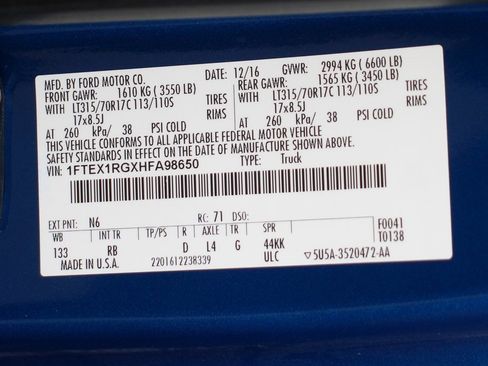 MFD. BY FORD MOTOR CO. DATE: 12/16 GVWR: 2994 KG (6600 LB)
FRONT GAWR: 1610 KG (3550 LB) REAR GAWR: 1565 KG (3450 LB)
WITH LT315/70R17C 113/110S TIRES WITH LT315/70R17C 113/110S TIRES
17x8.5J RIMS 17x8.5J RIMS
AT 260 kPa/ 38 PSI COLD AT 260 kPa/ 38 PSI COLD
THIS VEHICLE CONFORMS TO ALL APPLICABLE FEDERAL MOTOR VEHICLE
SAFETY STANDARDS IN EFFECT ON THE DATE OF MANUFACTURE SHOWN ABOVE.
VIN: 1FTEX1RGXHFA98650 TYPE: Truck
EXT PNT: N6 RC: 71 DSO:
WB INT TR TP/PS R AXLE TR SPR F0041
133 RB D L4 G 44KK T0138
MADE IN U.S.A. 2201612238339 ULC ▽5U5A-3520472-AA